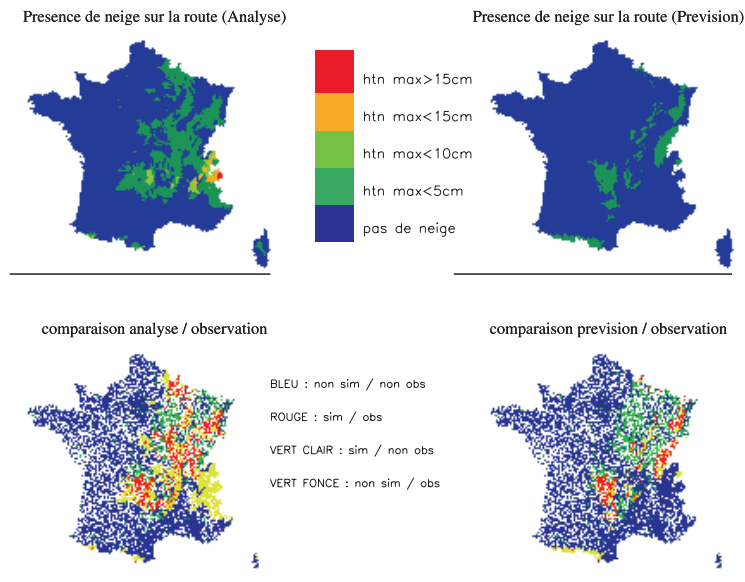 Presence de neige sur la route (Analyse)
Presence de neige sur la route (Prevision)
htn max>15cm
htn max<15cm
htn max<10cm
htn max<5cm
pas de neige
comparaison analyse / observation
comparaison prevision / observation
BLEU : non sim / non obs
ROUGE : sim / obs
VERT CLAIR : sim / non obs
VERT FONCE : non sim / obs